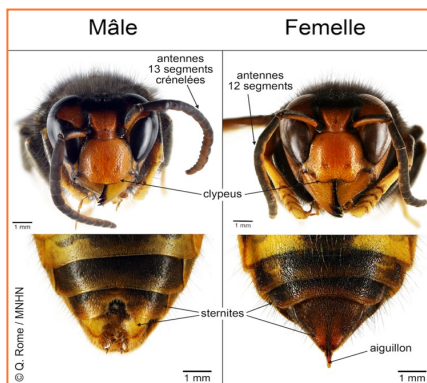 Mâle
Femelle
antennes
13 segments
crénelées
antennes
12 segments
clypeus
1 mm
1 mm
sternites
aiguillon
1 mm
1 mm
© Q. Rome / MNHN